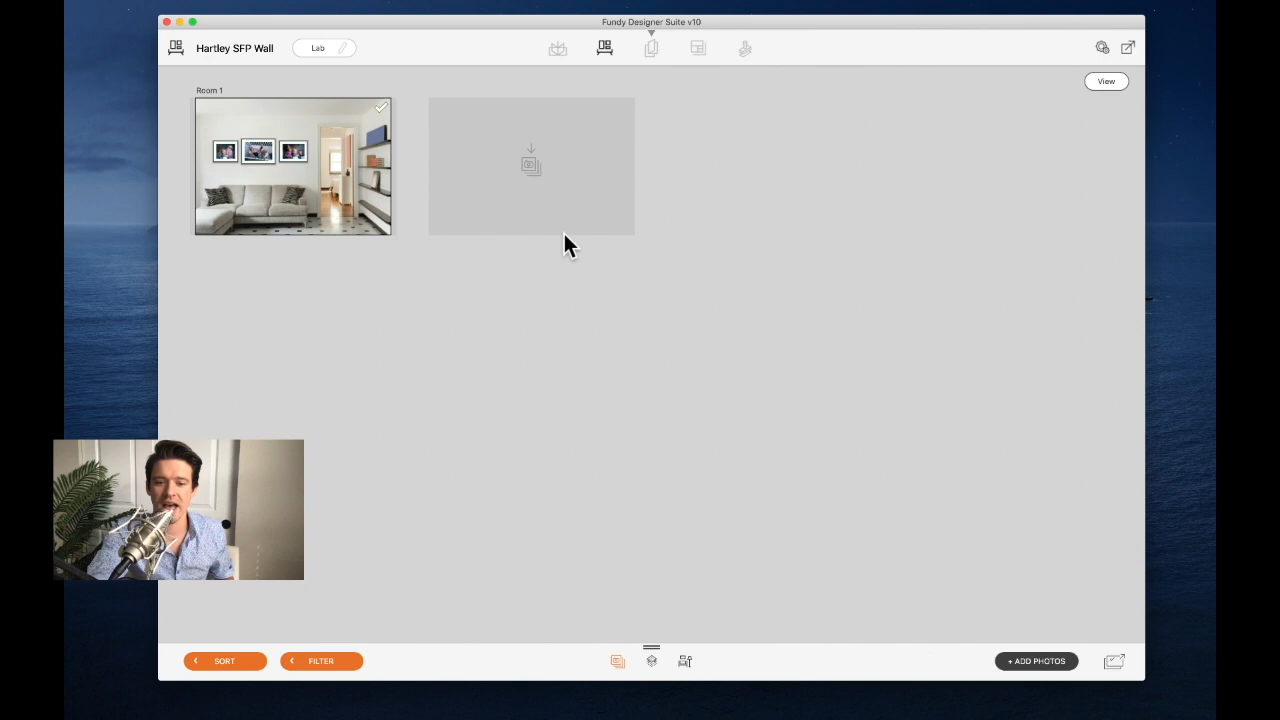 Fundy Designer Suite v10
Hartley SFP Wall
Lab
View
Room 1
SORT
FILTER
+ ADD PHOTOS